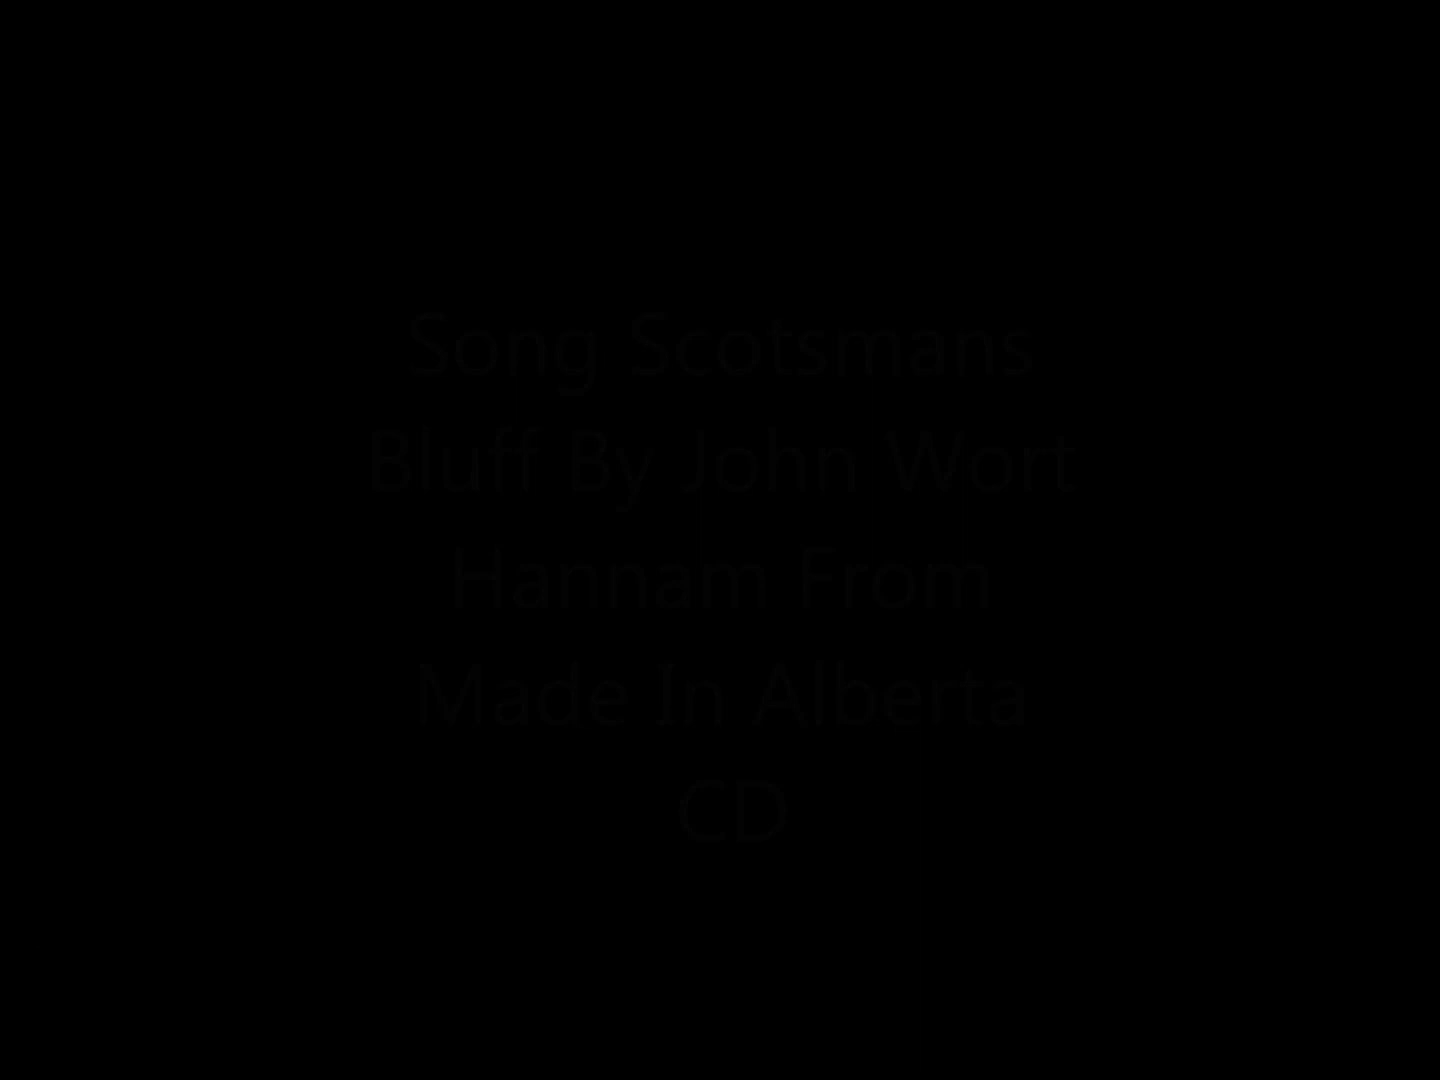 Song Scotsmans
Bluff By John Wort
Hannam From
Made In Alberta
CD